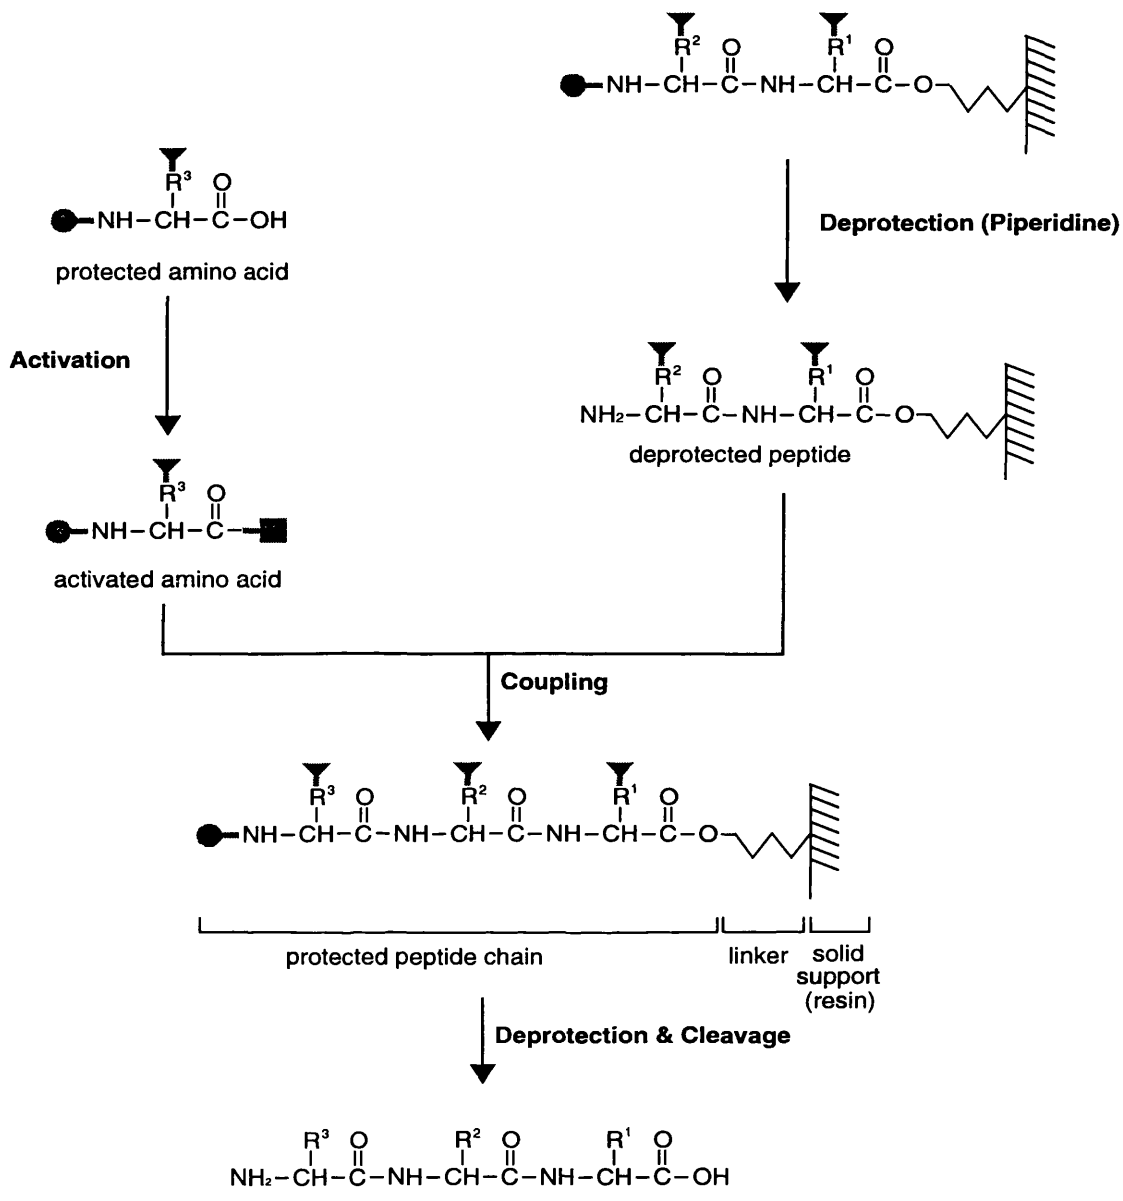 R² O R¹ O
NH–CH–C–NH–CH–C–O
R³ O
NH–CH–C–OH
protected amino acid
Deprotection (Piperidine)
Activation
R² O R¹ O
NH₂–CH–C–NH–CH–C–O
deprotected peptide
R³ O
NH–CH–C
activated amino acid
Coupling
R³ O R² O R¹ O
NH–CH–C–NH–CH–C–NH–CH–C–O
protected peptide chain
linker
solid
support
(resin)
Deprotection & Cleavage
R³ O R² O R¹ O
NH₂–CH–C–NH–CH–C–NH–CH–C–OH